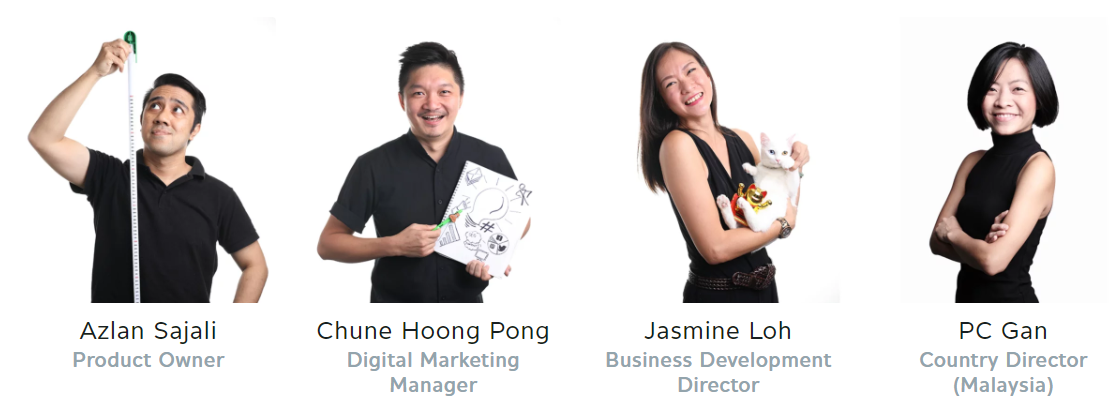 Azlan Sajali
Product Owner
Chune Hoong Pong
Digital Marketing
Manager
Jasmine Loh
Business Development
Director
PC Gan
Country Director
(Malaysia)
#